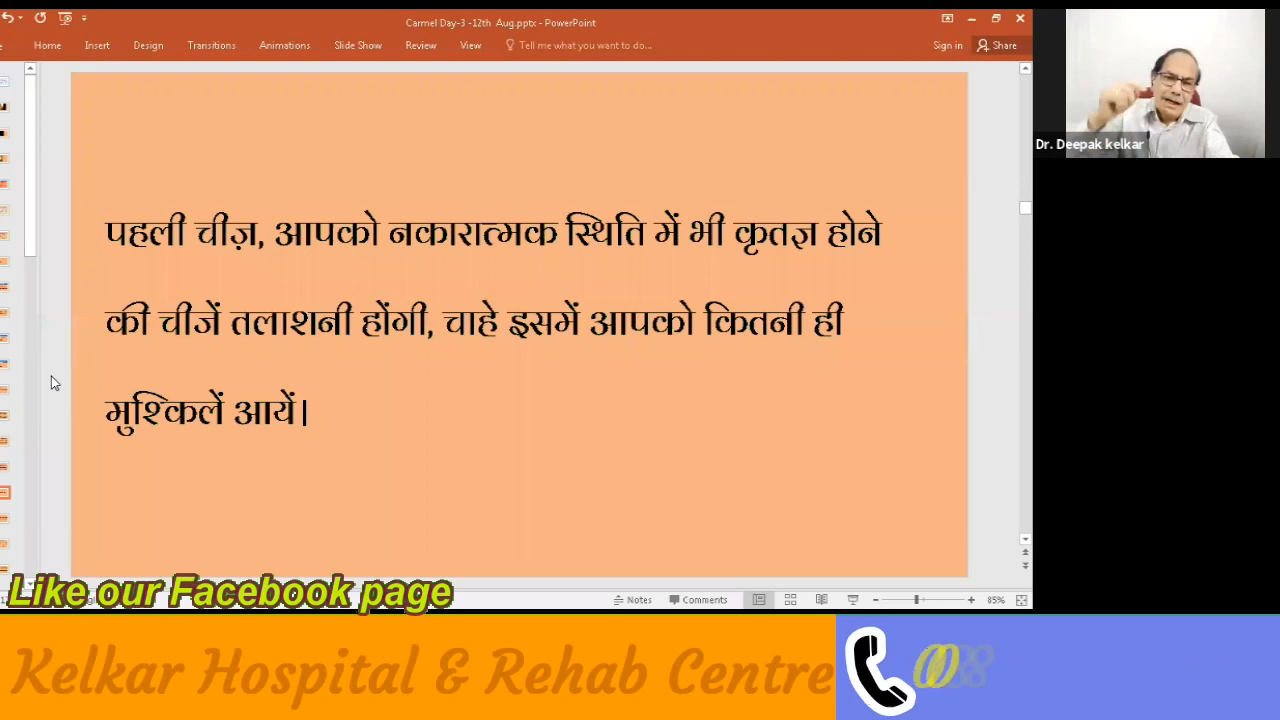 Carmel Day-3 -12th Aug.pptx - PowerPoint
Home Insert Design Transitions Animations Slide Show Review View Tell me what you want to do... Sign in Share
Dr. Deepak kelkar
पहली चीज़, आपको नकारात्मक स्थिति में भी कृतज्ञ होने
की चीजें तलाशनी होंगी, चाहे इसमें आपको कितनी ही
मुश्किलें आयें।
Like our Facebook page
Notes Comments 85%
Kelkar Hospital & Rehab Centre